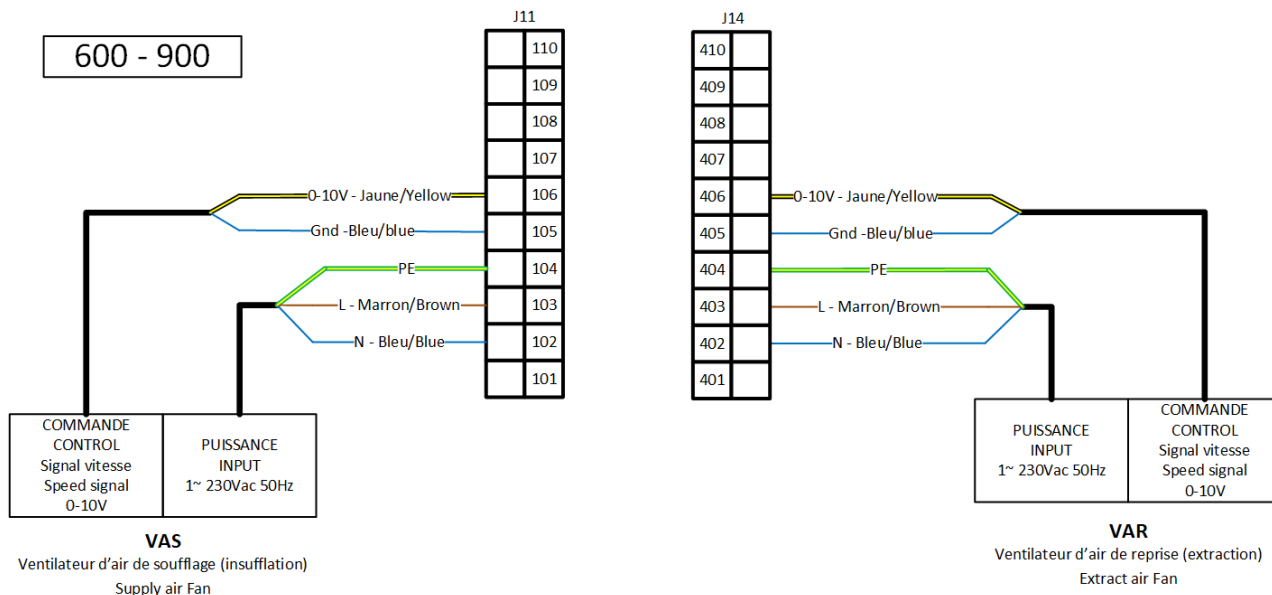 600 - 900
J11
110
109
108
107
0-10V - Jaune/Yellow 106
Gnd -Bleu/blue 105
PE 104
L - Marron/Brown 103
N - Bleu/Blue 102
101
COMMANDE
CONTROL
Signal vitesse
Speed signal
0-10V
PUISSANCE
INPUT
1~ 230Vac 50Hz
VAS
Ventilateur d’air de soufflage (insufflation)
Supply air Fan
J14
410
409
408
407
406 0-10V - Jaune/Yellow
405 Gnd -Bleu/blue
404 PE
403 L - Marron/Brown
402 N - Bleu/Blue
401
PUISSANCE
INPUT
1~ 230Vac 50Hz
COMMANDE
CONTROL
Signal vitesse
Speed signal
0-10V
VAR
Ventilateur d’air de reprise (extraction)
Extract air Fan